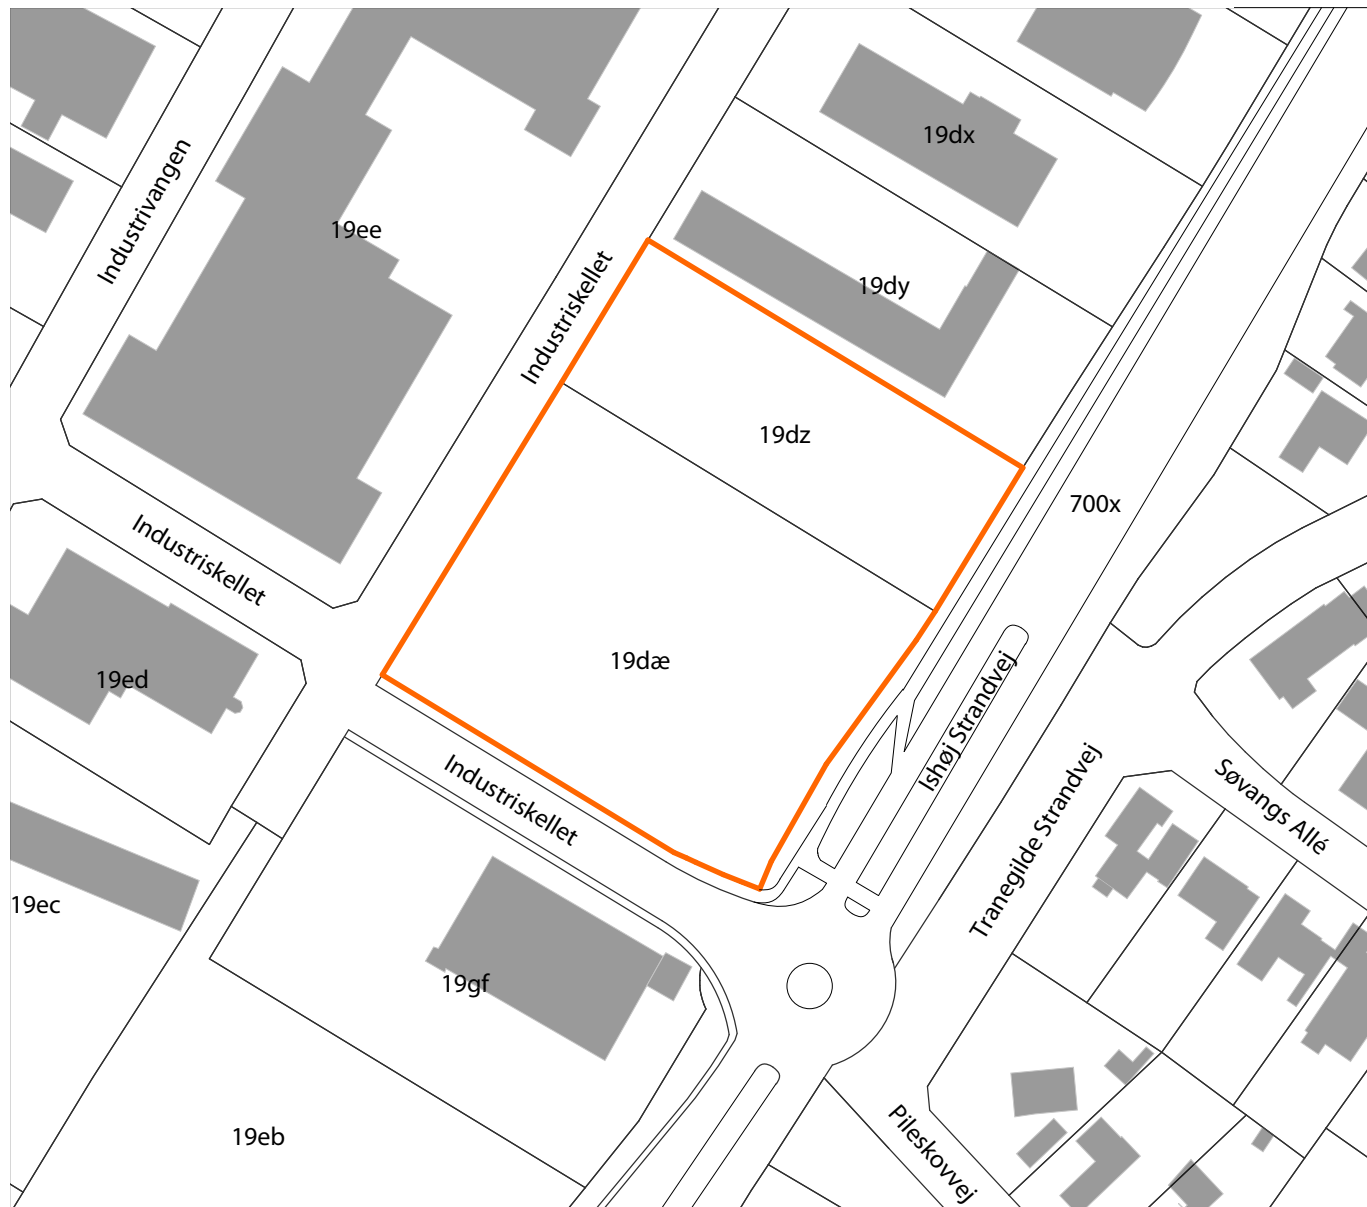 19dx
Industrivangen
19ee
19dy
Industriskellet
19dz
700x
Industriskellet
19dæ
19ed
Ishøj Strandvej
Industriskellet
Tranegilde Strandvej
Søvangs Allé
19ec
19gf
19eb
Pileskovvej